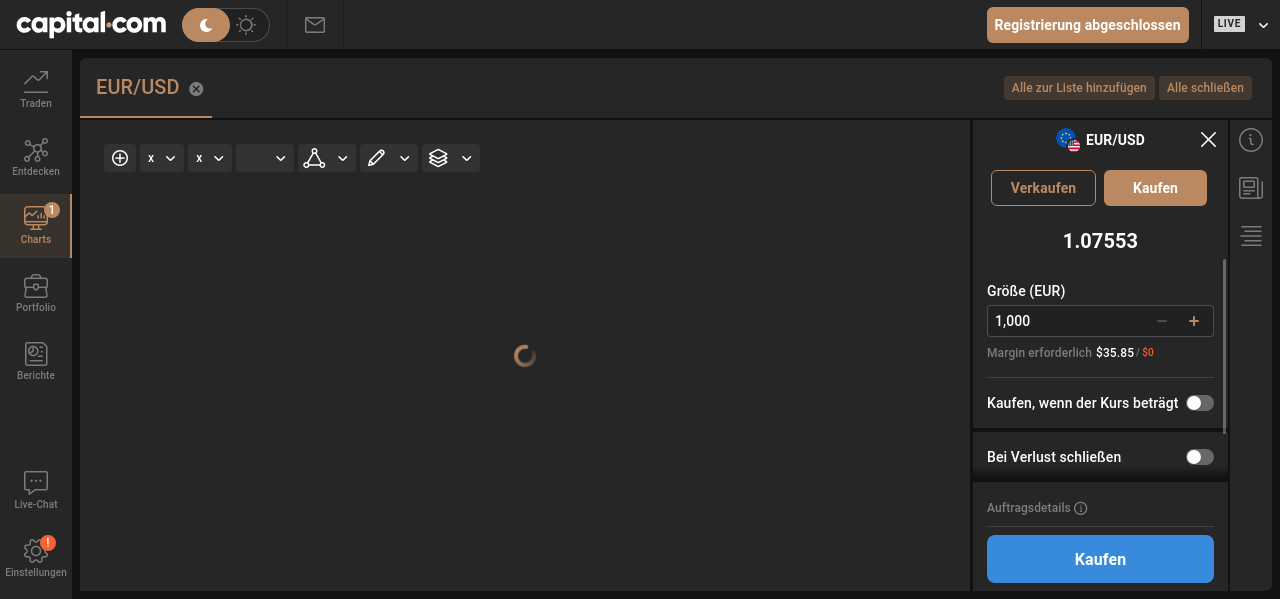 capital.com
Registrierung abgeschlossen
LIVE
Traden
Entdecken
1
Charts
Portfolio
Berichte
Live-Chat
!
Einstellungen
EUR/USD
Alle zur Liste hinzufügen
Alle schließen
x
x
EUR/USD
Verkaufen
Kaufen
1.07553
Größe (EUR)
1,000
Margin erforderlich $35.85 / $0
Kaufen, wenn der Kurs beträgt
Bei Verlust schließen
Auftragsdetails
Kaufen